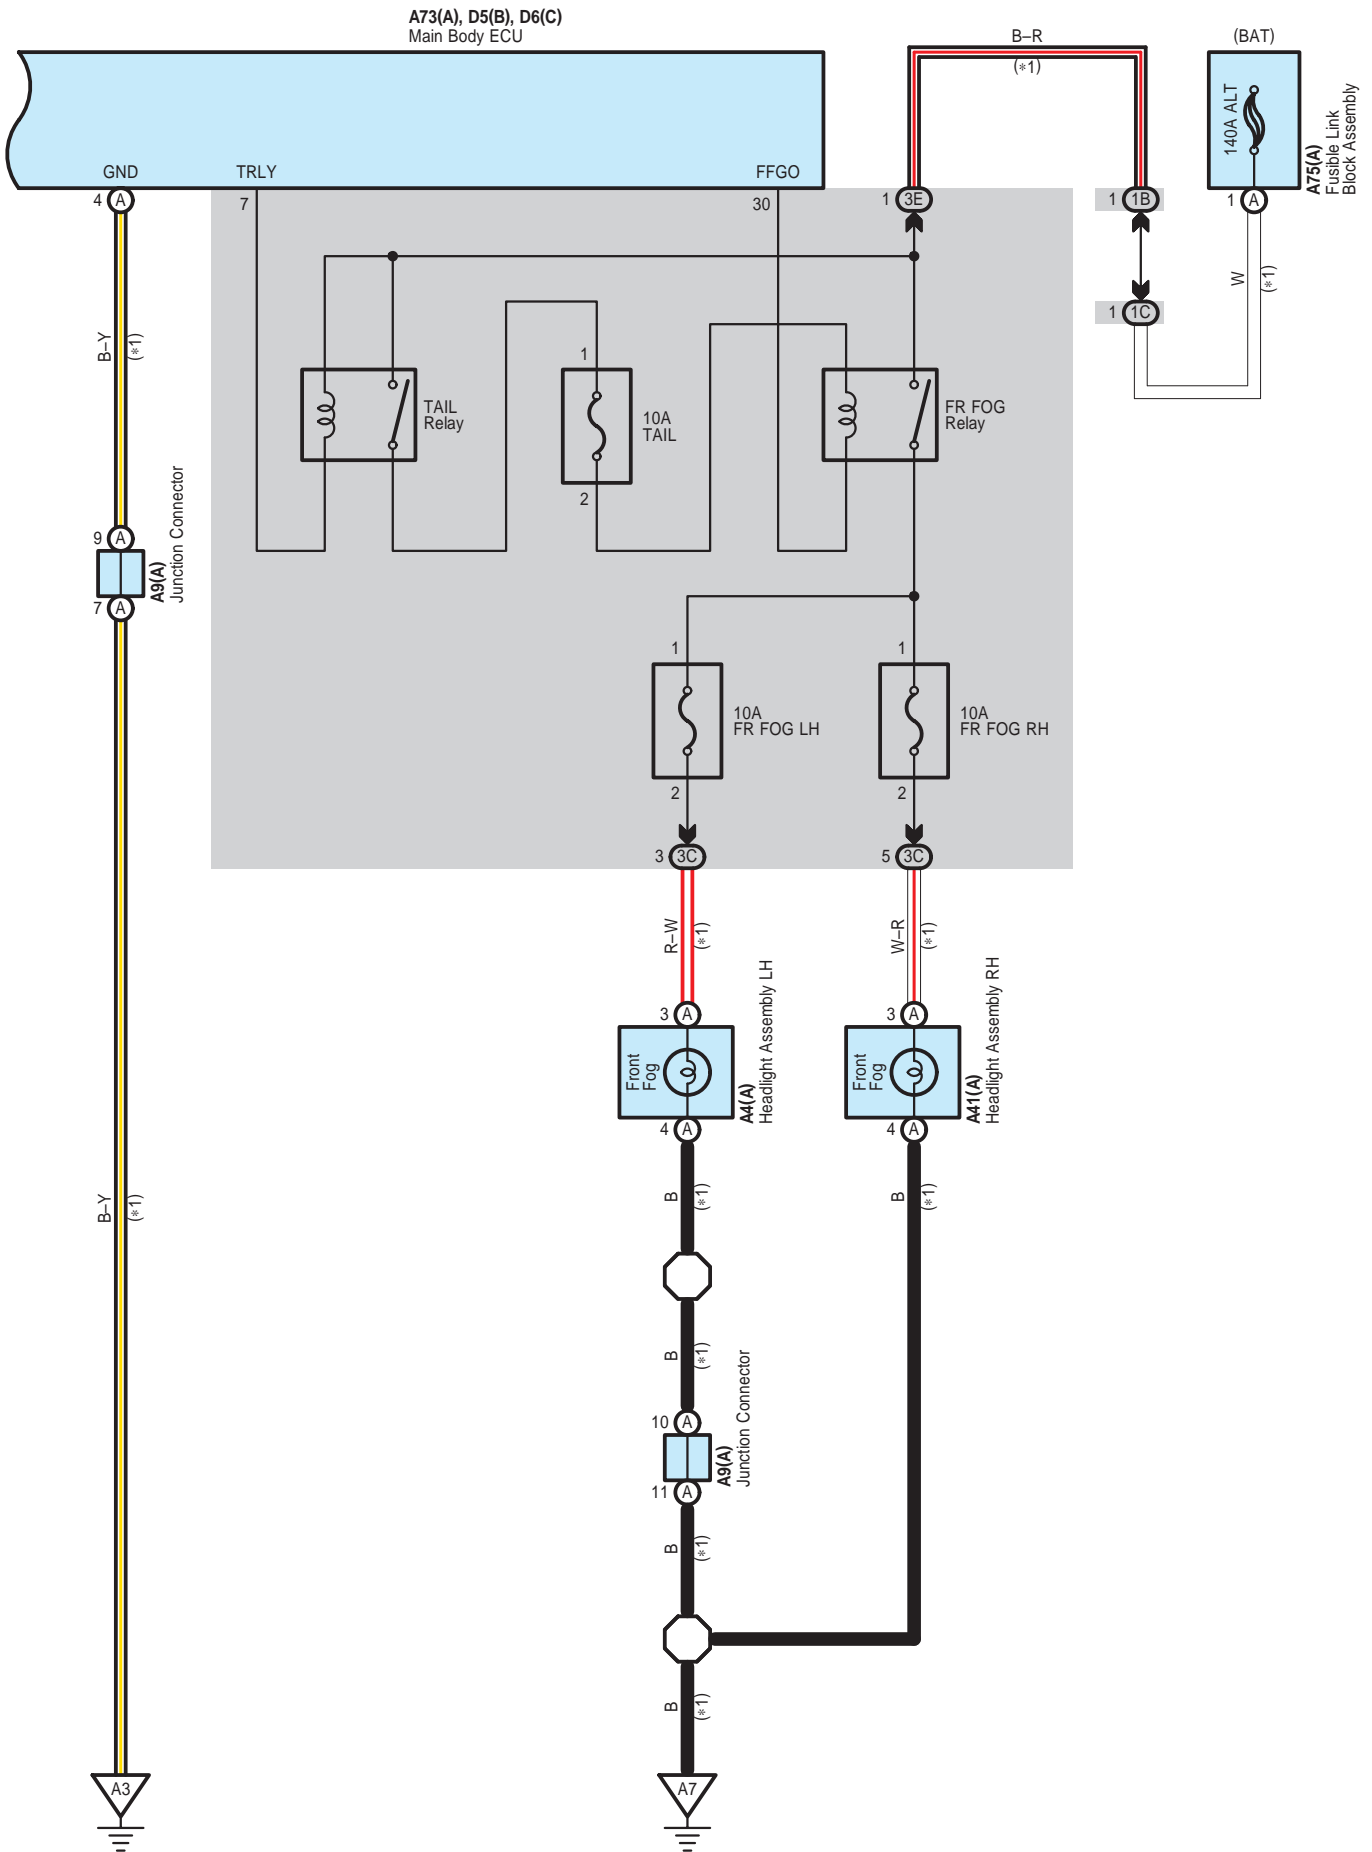 A73(A), D5(B), D6(C)
Main Body ECU
B–R
(∗1)
(BAT)
140A ALT
A75(A)
Fusible Link
Block Assembly
GND
TRLY
FFGO
4 A
7
30
1 3E
1 1B
1 A
W
(∗1)
1 1C
B–Y
(∗1)
1
TAIL
Relay
10A
TAIL
2
FR FOG
Relay
9 A
A9(A)
Junction Connector
7 A
1
10A
FR FOG LH
2
1
10A
FR FOG RH
2
3 3C
5 3C
R–W
(∗1)
W–R
(∗1)
3 A
Front
Fog
A4(A)
Headlight Assembly LH
4 A
3 A
Front
Fog
A41(A)
Headlight Assembly RH
4 A
B–Y
(∗1)
B
(∗1)
B
(∗1)
B
(∗1)
10 A
A9(A)
Junction Connector
11 A
B
(∗1)
B
(∗1)
A3
A7